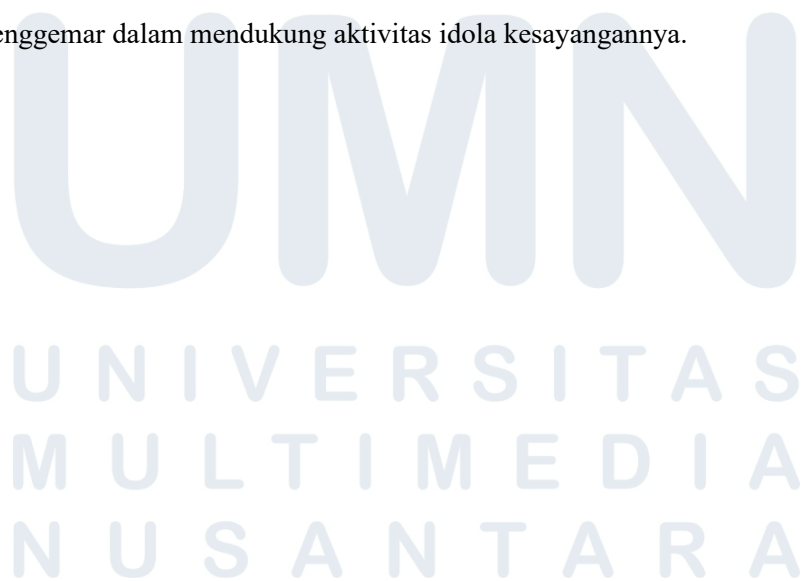 enggemar dalam mendukung aktivitas idola kesayangannya.
UMN
UNIVERSITAS
MULTIMEDIA
NUSANTARA